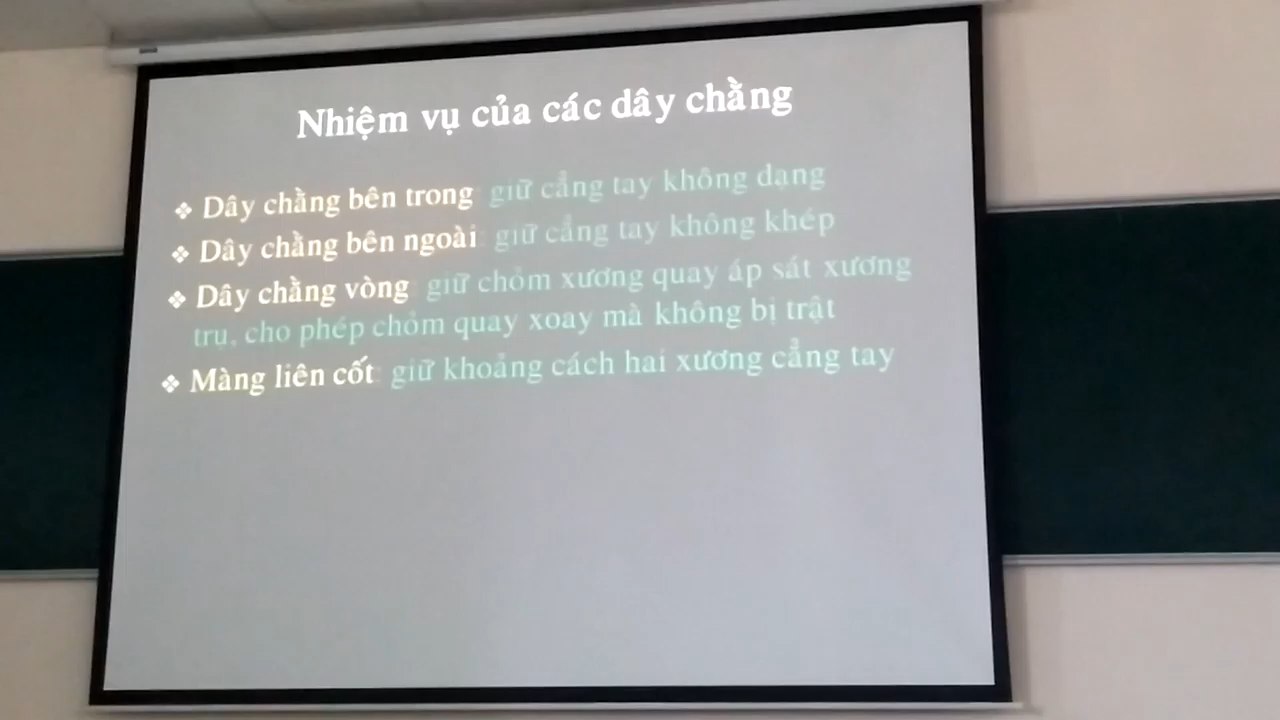 Nhiệm vụ của các dây chằng
❖ Dây chằng bên trong: giữ cẳng tay không dạng
❖ Dây chằng bên ngoài: giữ cẳng tay không khép
❖ Dây chằng vòng: giữ chỏm xương quay áp sát xương
trụ, cho phép chỏm quay xoay mà không bị trật
❖ Màng liên cốt: giữ khoảng cách hai xương cẳng tay